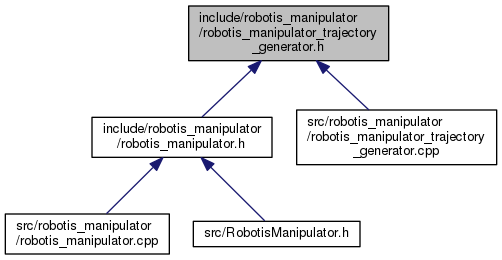 include/robotis_manipulator
/robotis_manipulator_trajectory
_generator.h
include/robotis_manipulator
/robotis_manipulator.h
src/robotis_manipulator
/robotis_manipulator_trajectory
_generator.cpp
src/robotis_manipulator
/robotis_manipulator.cpp
src/RobotisManipulator.h